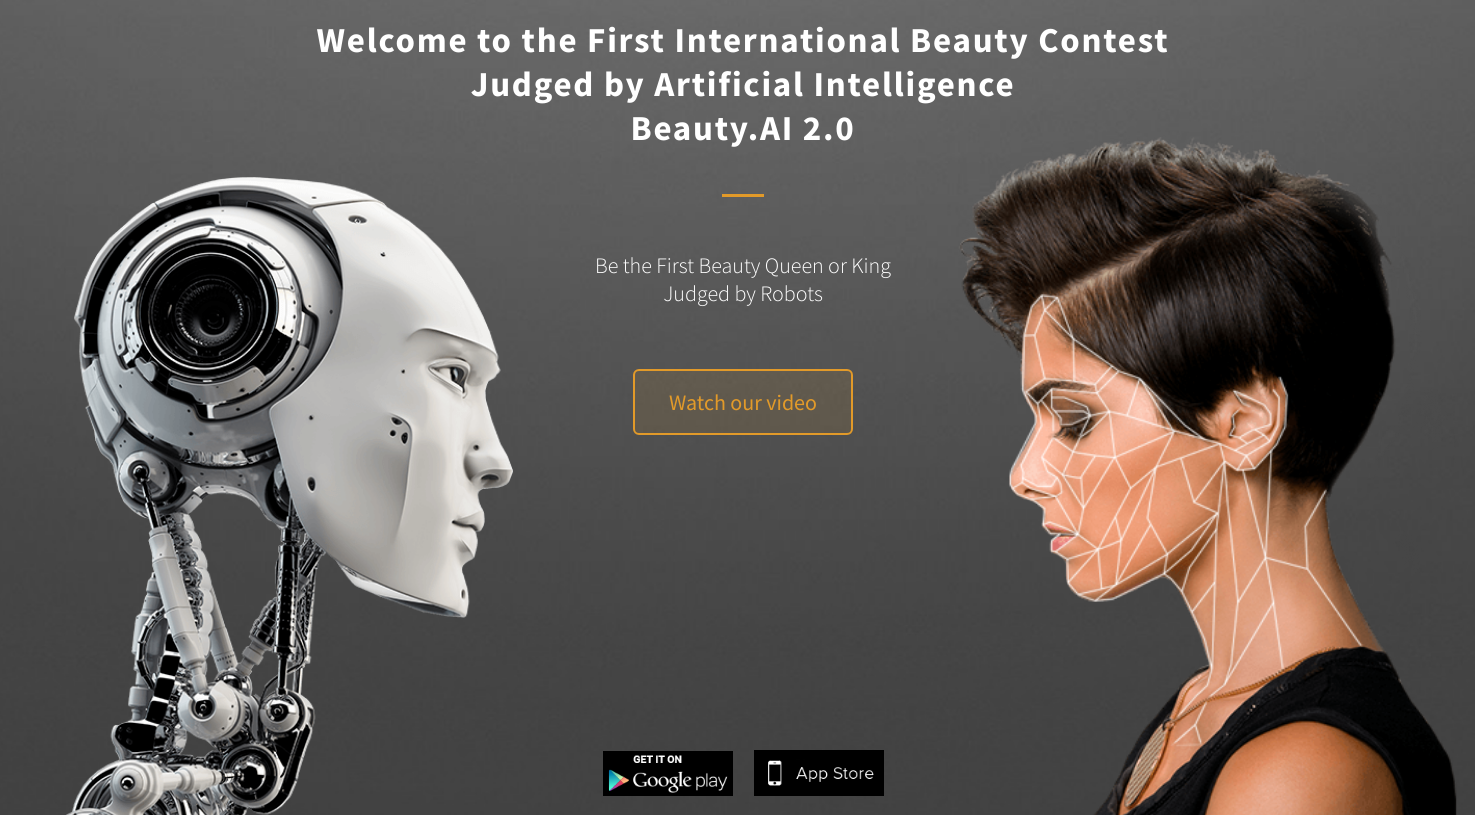 Welcome to the First International Beauty Contest
Judged by Artificial Intelligence
Beauty.AI 2.0
Be the First Beauty Queen or King
Judged by Robots
Watch our video
GET IT ON
Google play
App Store